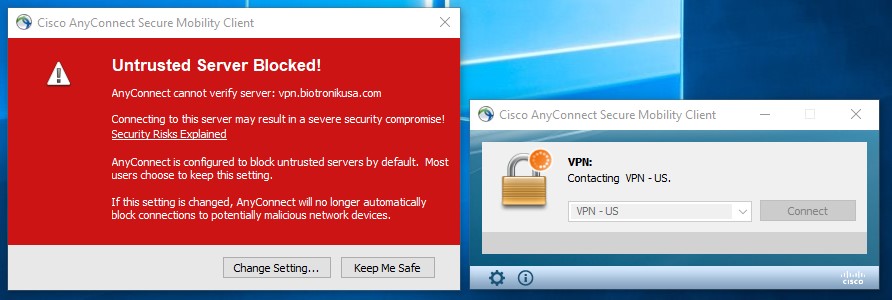 Cisco AnyConnect Secure Mobility Client
Untrusted Server Blocked!
AnyConnect cannot verify server: vpn.biotronikusa.com
Connecting to this server may result in a severe security compromise!
Security Risks Explained
AnyConnect is configured to block untrusted servers by default. Most
users choose to keep this setting.
If this setting is changed, AnyConnect will no longer automatically
block connections to potentially malicious network devices.
Change Setting...
Keep Me Safe
Cisco AnyConnect Secure Mobility Client
VPN:
Contacting VPN - US.
VPN - US
Connect
CISCO